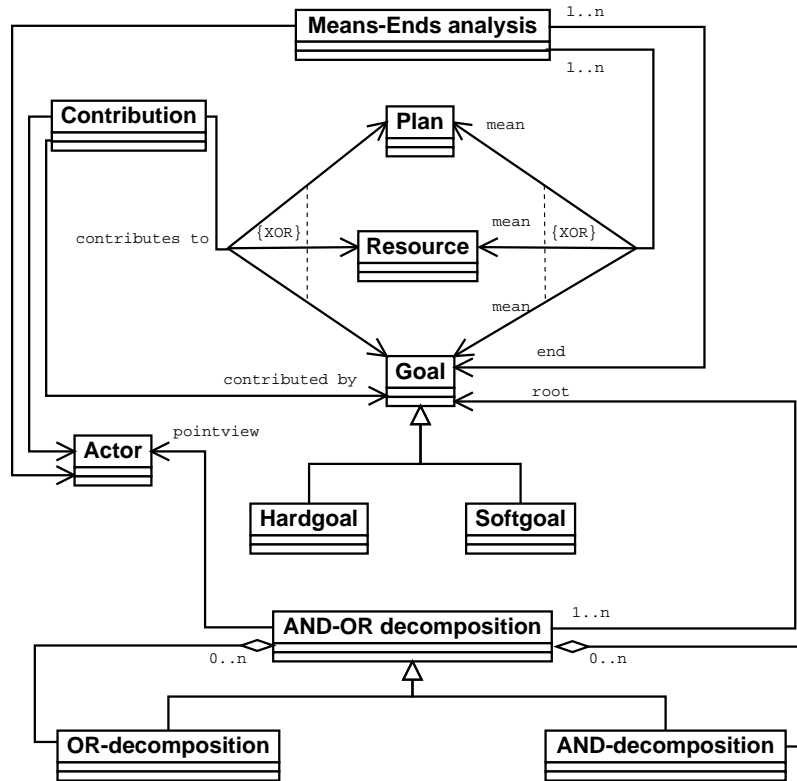 1..n
Means-Ends analysis
1..n
Contribution
Plan
mean
contributes to
{XOR}
mean
{XOR}
Resource
mean
end
Goal
contributed by
root
pointview
Actor
Hardgoal
Softgoal
1..n
AND-OR decomposition
0..n
0..n
OR-decomposition
AND-decomposition